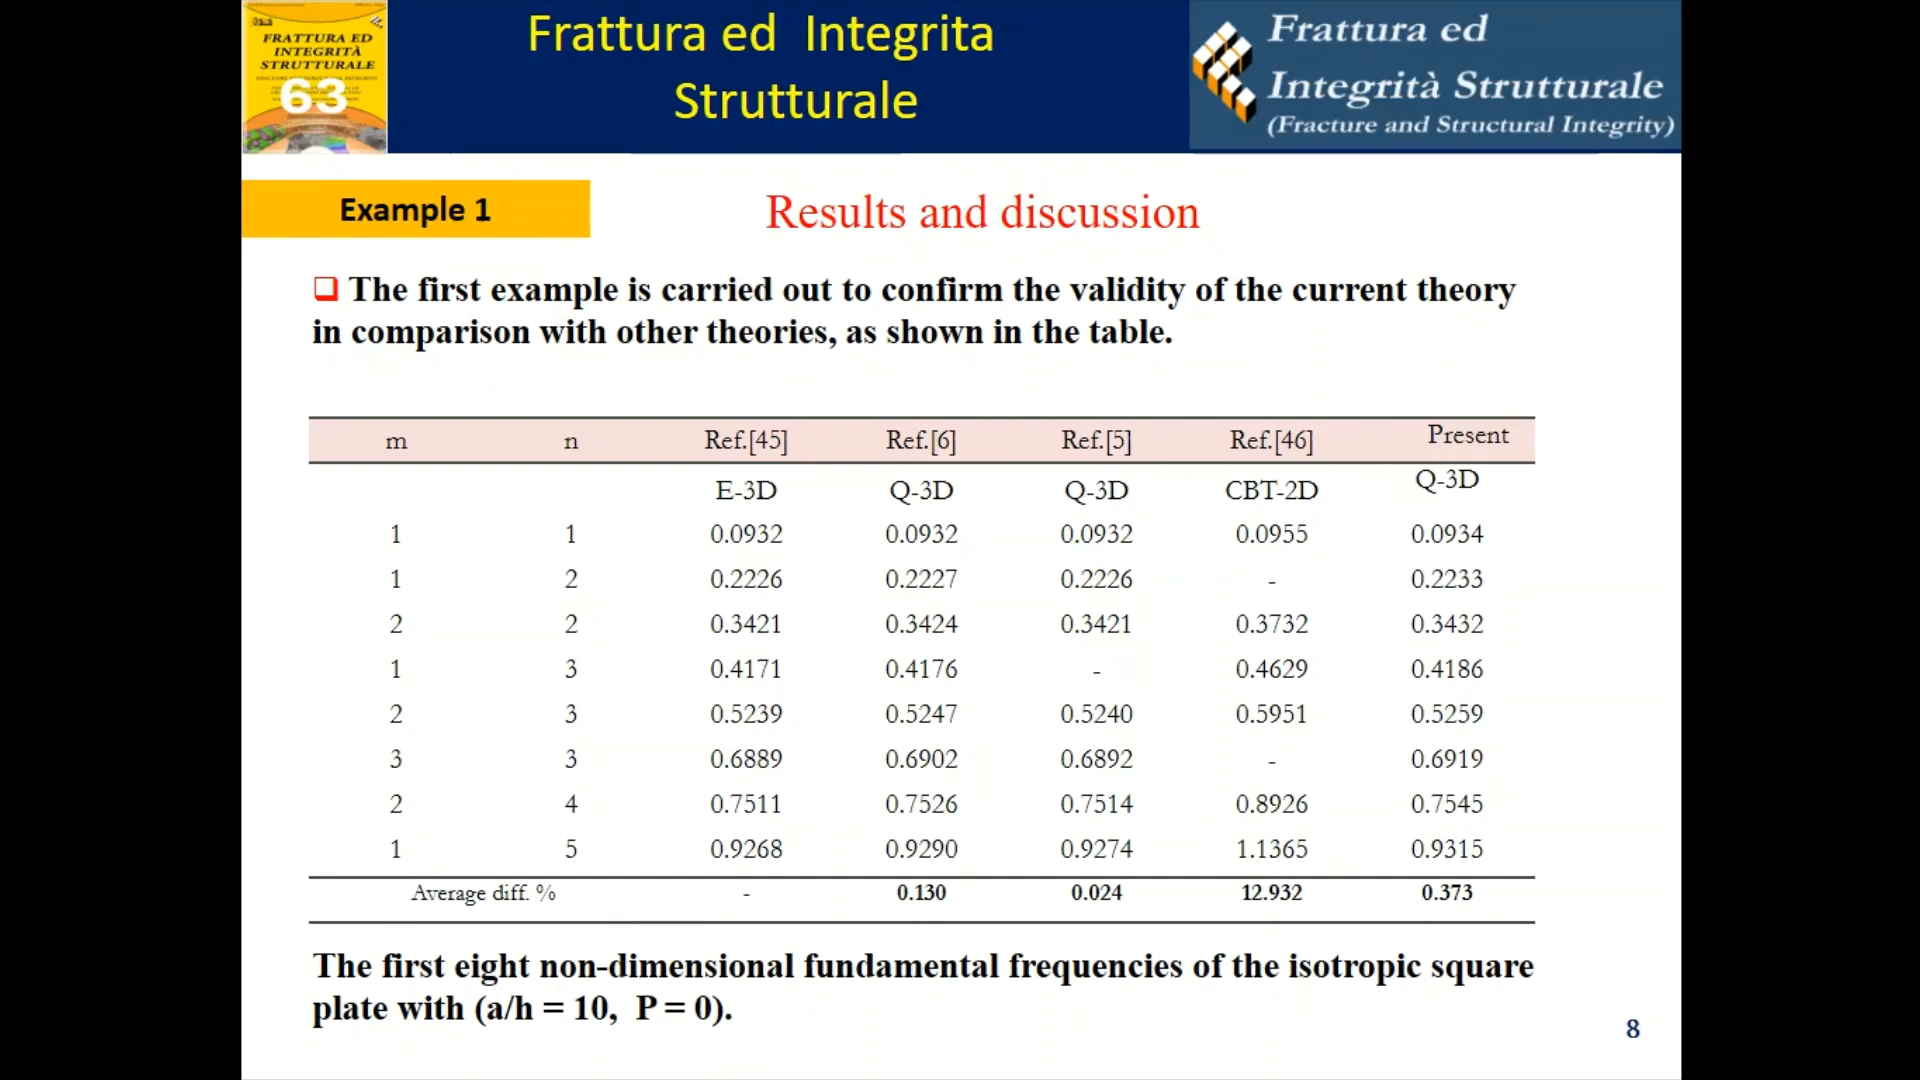 FRATTURA ED
INTEGRITÀ
STRUTTURALE
63
Frattura ed Integrita
Strutturale
Frattura ed
Integrità Strutturale
(Fracture and Structural Integrity)
Example 1
Results and discussion
The first example is carried out to confirm the validity of the current theory
in comparison with other theories, as shown in the table.
m n Ref.[45] Ref.[6] Ref.[5] Ref.[46] Present
E-3D Q-3D Q-3D CBT-2D Q-3D
1 1 0.0932 0.0932 0.0932 0.0955 0.0934
1 2 0.2226 0.2227 0.2226 - 0.2233
2 2 0.3421 0.3424 0.3421 0.3732 0.3432
1 3 0.4171 0.4176 - 0.4629 0.4186
2 3 0.5239 0.5247 0.5240 0.5951 0.5259
3 3 0.6889 0.6902 0.6892 - 0.6919
2 4 0.7511 0.7526 0.7514 0.8926 0.7545
1 5 0.9268 0.9290 0.9274 1.1365 0.9315
Average diff. % - 0.130 0.024 12.932 0.373
The first eight non-dimensional fundamental frequencies of the isotropic square
plate with (a/h = 10, P = 0).
8